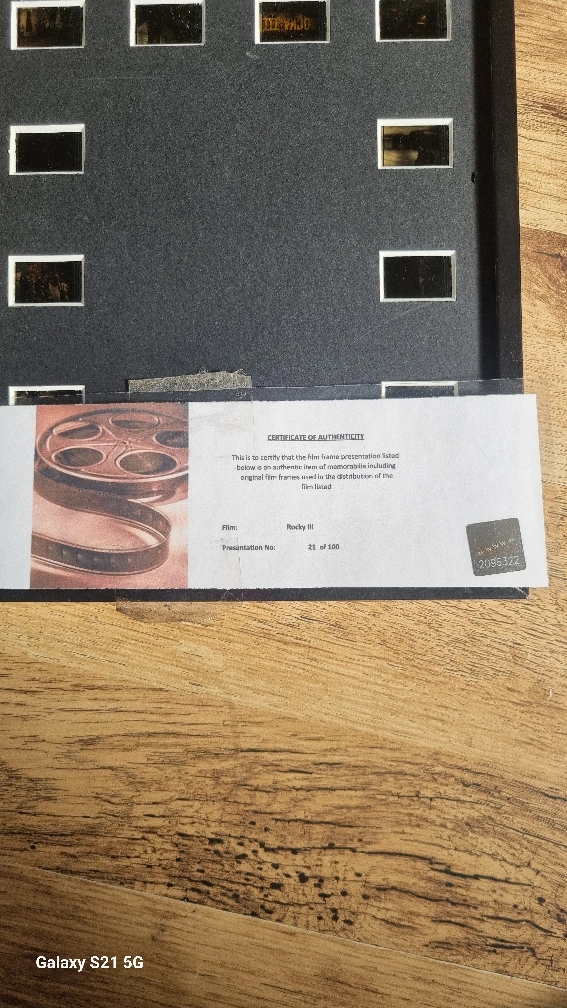 CERTIFICATE OF AUTHENTICITY
This is to certify that the film frame presentation listed
below is an authentic item of memorabilia including
original film frames used in the distribution of the
film listed
Film: Rocky III
Presentation No: 21 of 100
2096322
Galaxy S21 5G